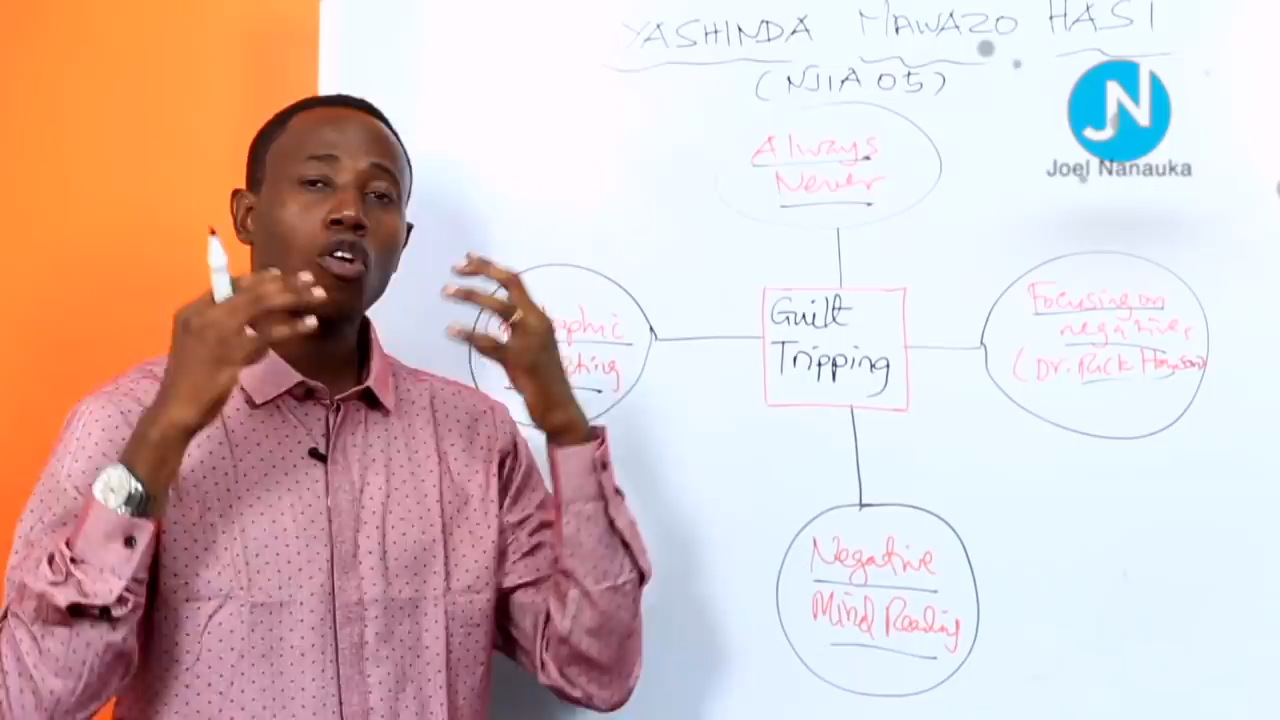 YASHINDA MAWAZO HASI
(NJIA 05)
JN
Joel Nanauka
Always
Never
Guilt
Tripping
Focusing on
negatives
(Dr. Rick
Negative
Mind Reading